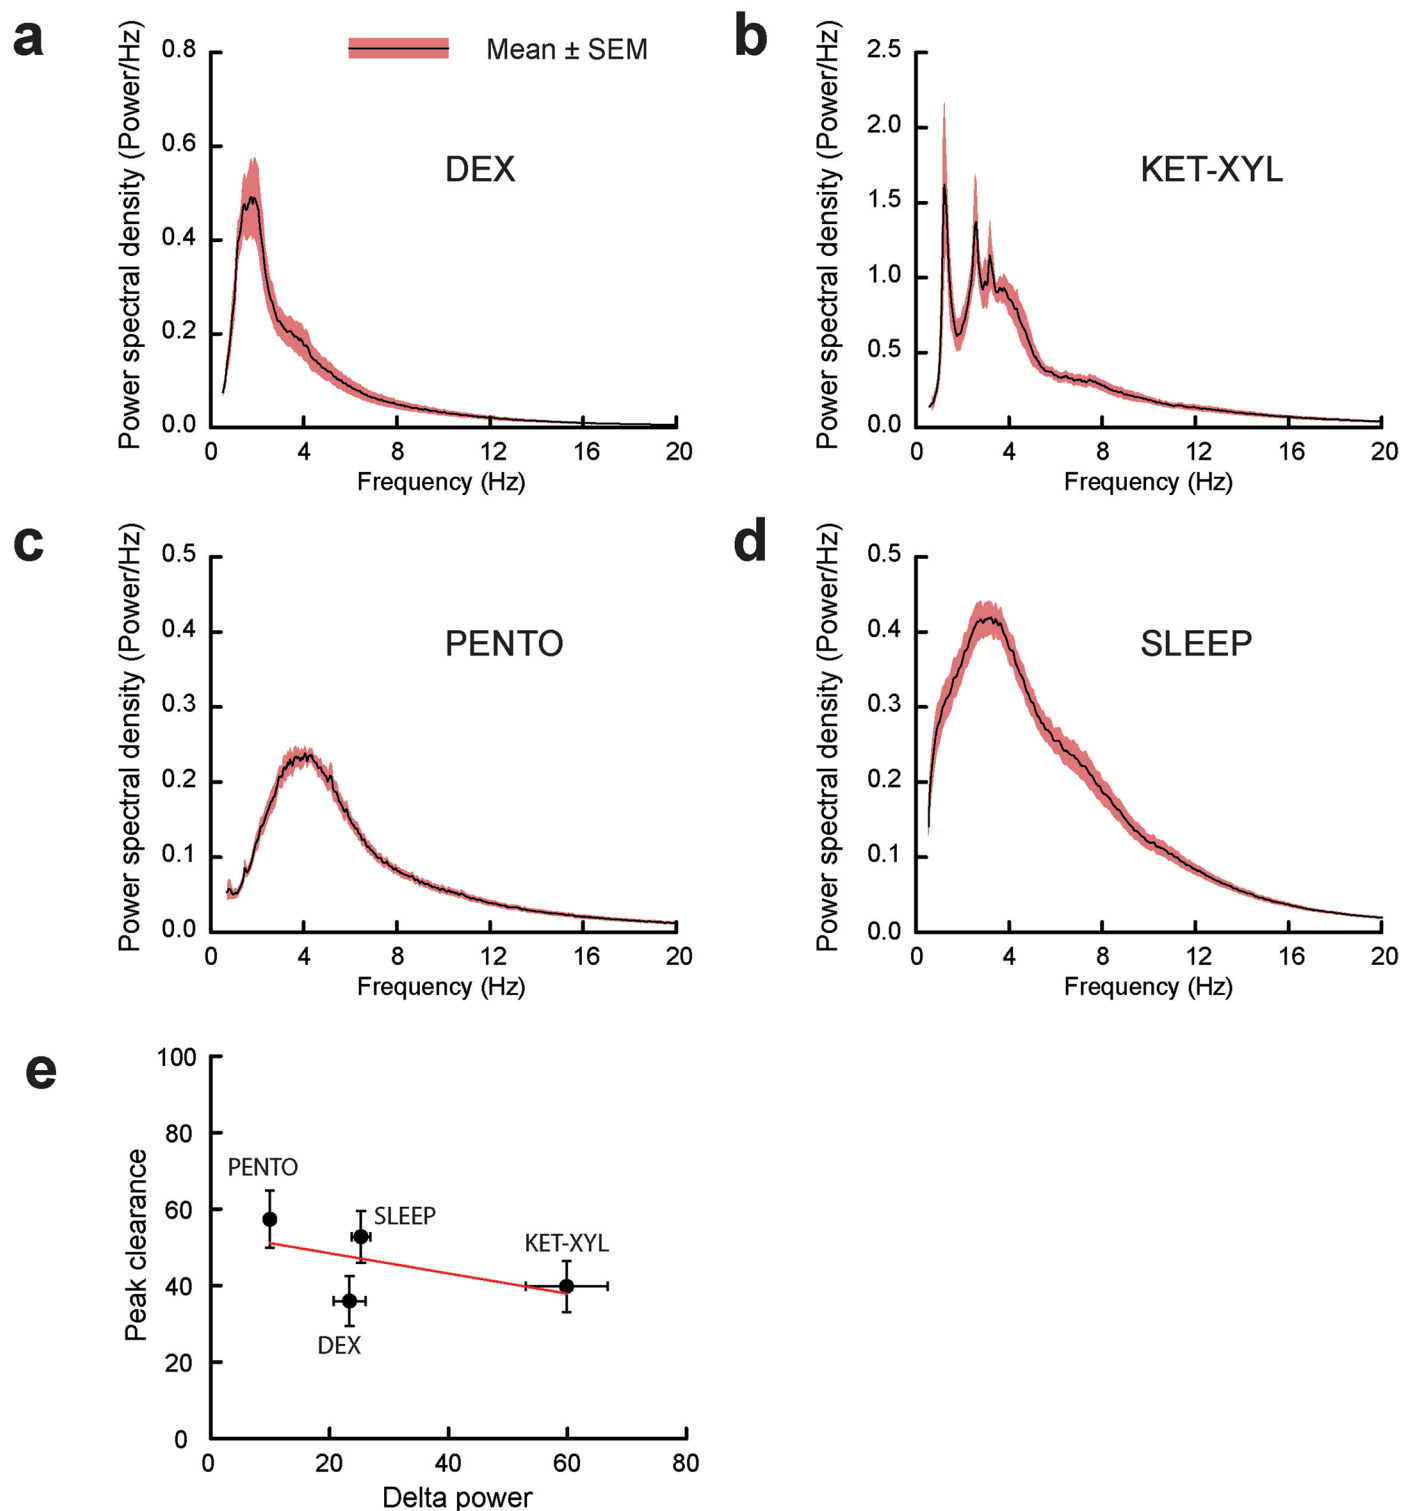 a
Power spectral density (Power/Hz)
0.8
0.6
0.4
0.2
0.0
Mean ± SEM
DEX
0 4 8 12 16 20
Frequency (Hz)
b
Power spectral density (Power/Hz)
2.5
2.0
1.5
1.0
0.5
0.0
KET-XYL
0 4 8 12 16 20
Frequency (Hz)
c
Power spectral density (Power/Hz)
0.5
0.4
0.3
0.2
0.1
0.0
PENTO
0 4 8 12 16 20
Frequency (Hz)
d
Power spectral density (Power/Hz)
0.5
0.4
0.3
0.2
0.1
0.0
SLEEP
0 4 8 12 16 20
Frequency (Hz)
e
Peak clearance
100
80
60
40
20
0
PENTO
SLEEP
KET-XYL
DEX
0 20 40 60 80
Delta power